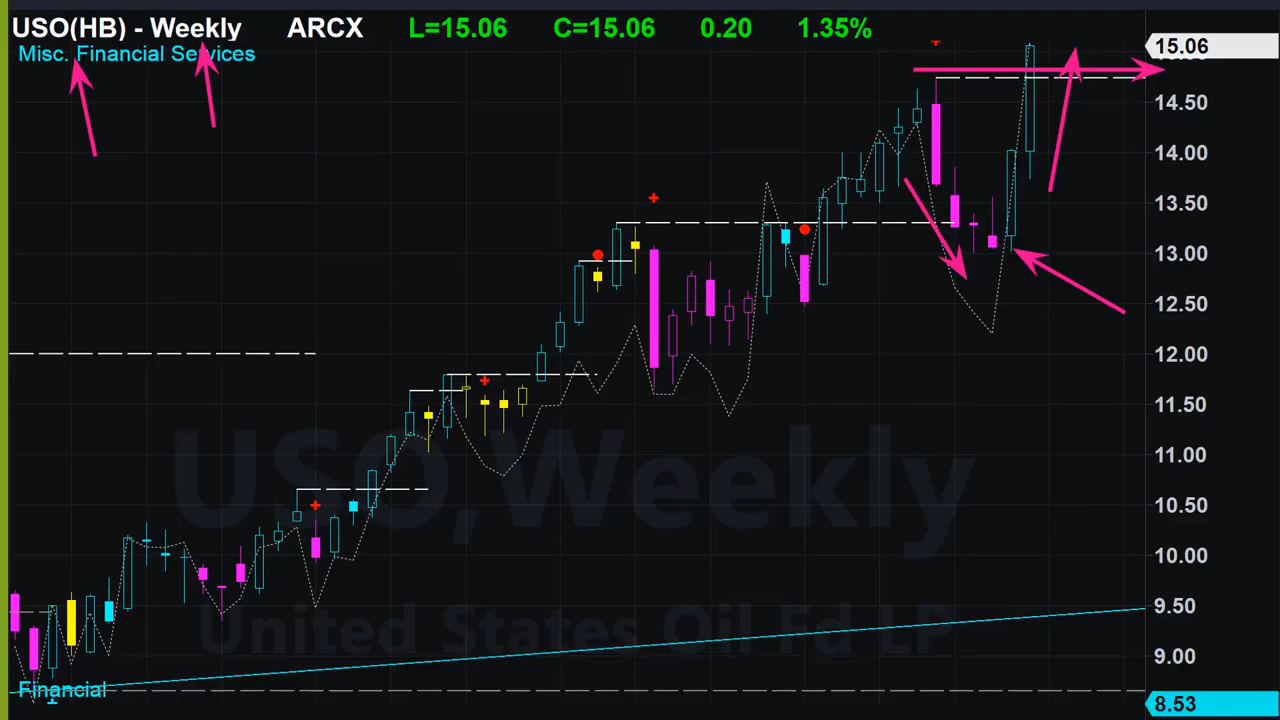 USO(HB) - Weekly ARCX L=15.06 C=15.06 0.20 1.35%
Misc. Financial Services
15.06
14.50
14.00
13.50
13.00
12.50
12.00
11.50
11.00
USO,Weekly
10.50
10.00
9.50
United States Oil Fd LP
9.00
Financial
8.53